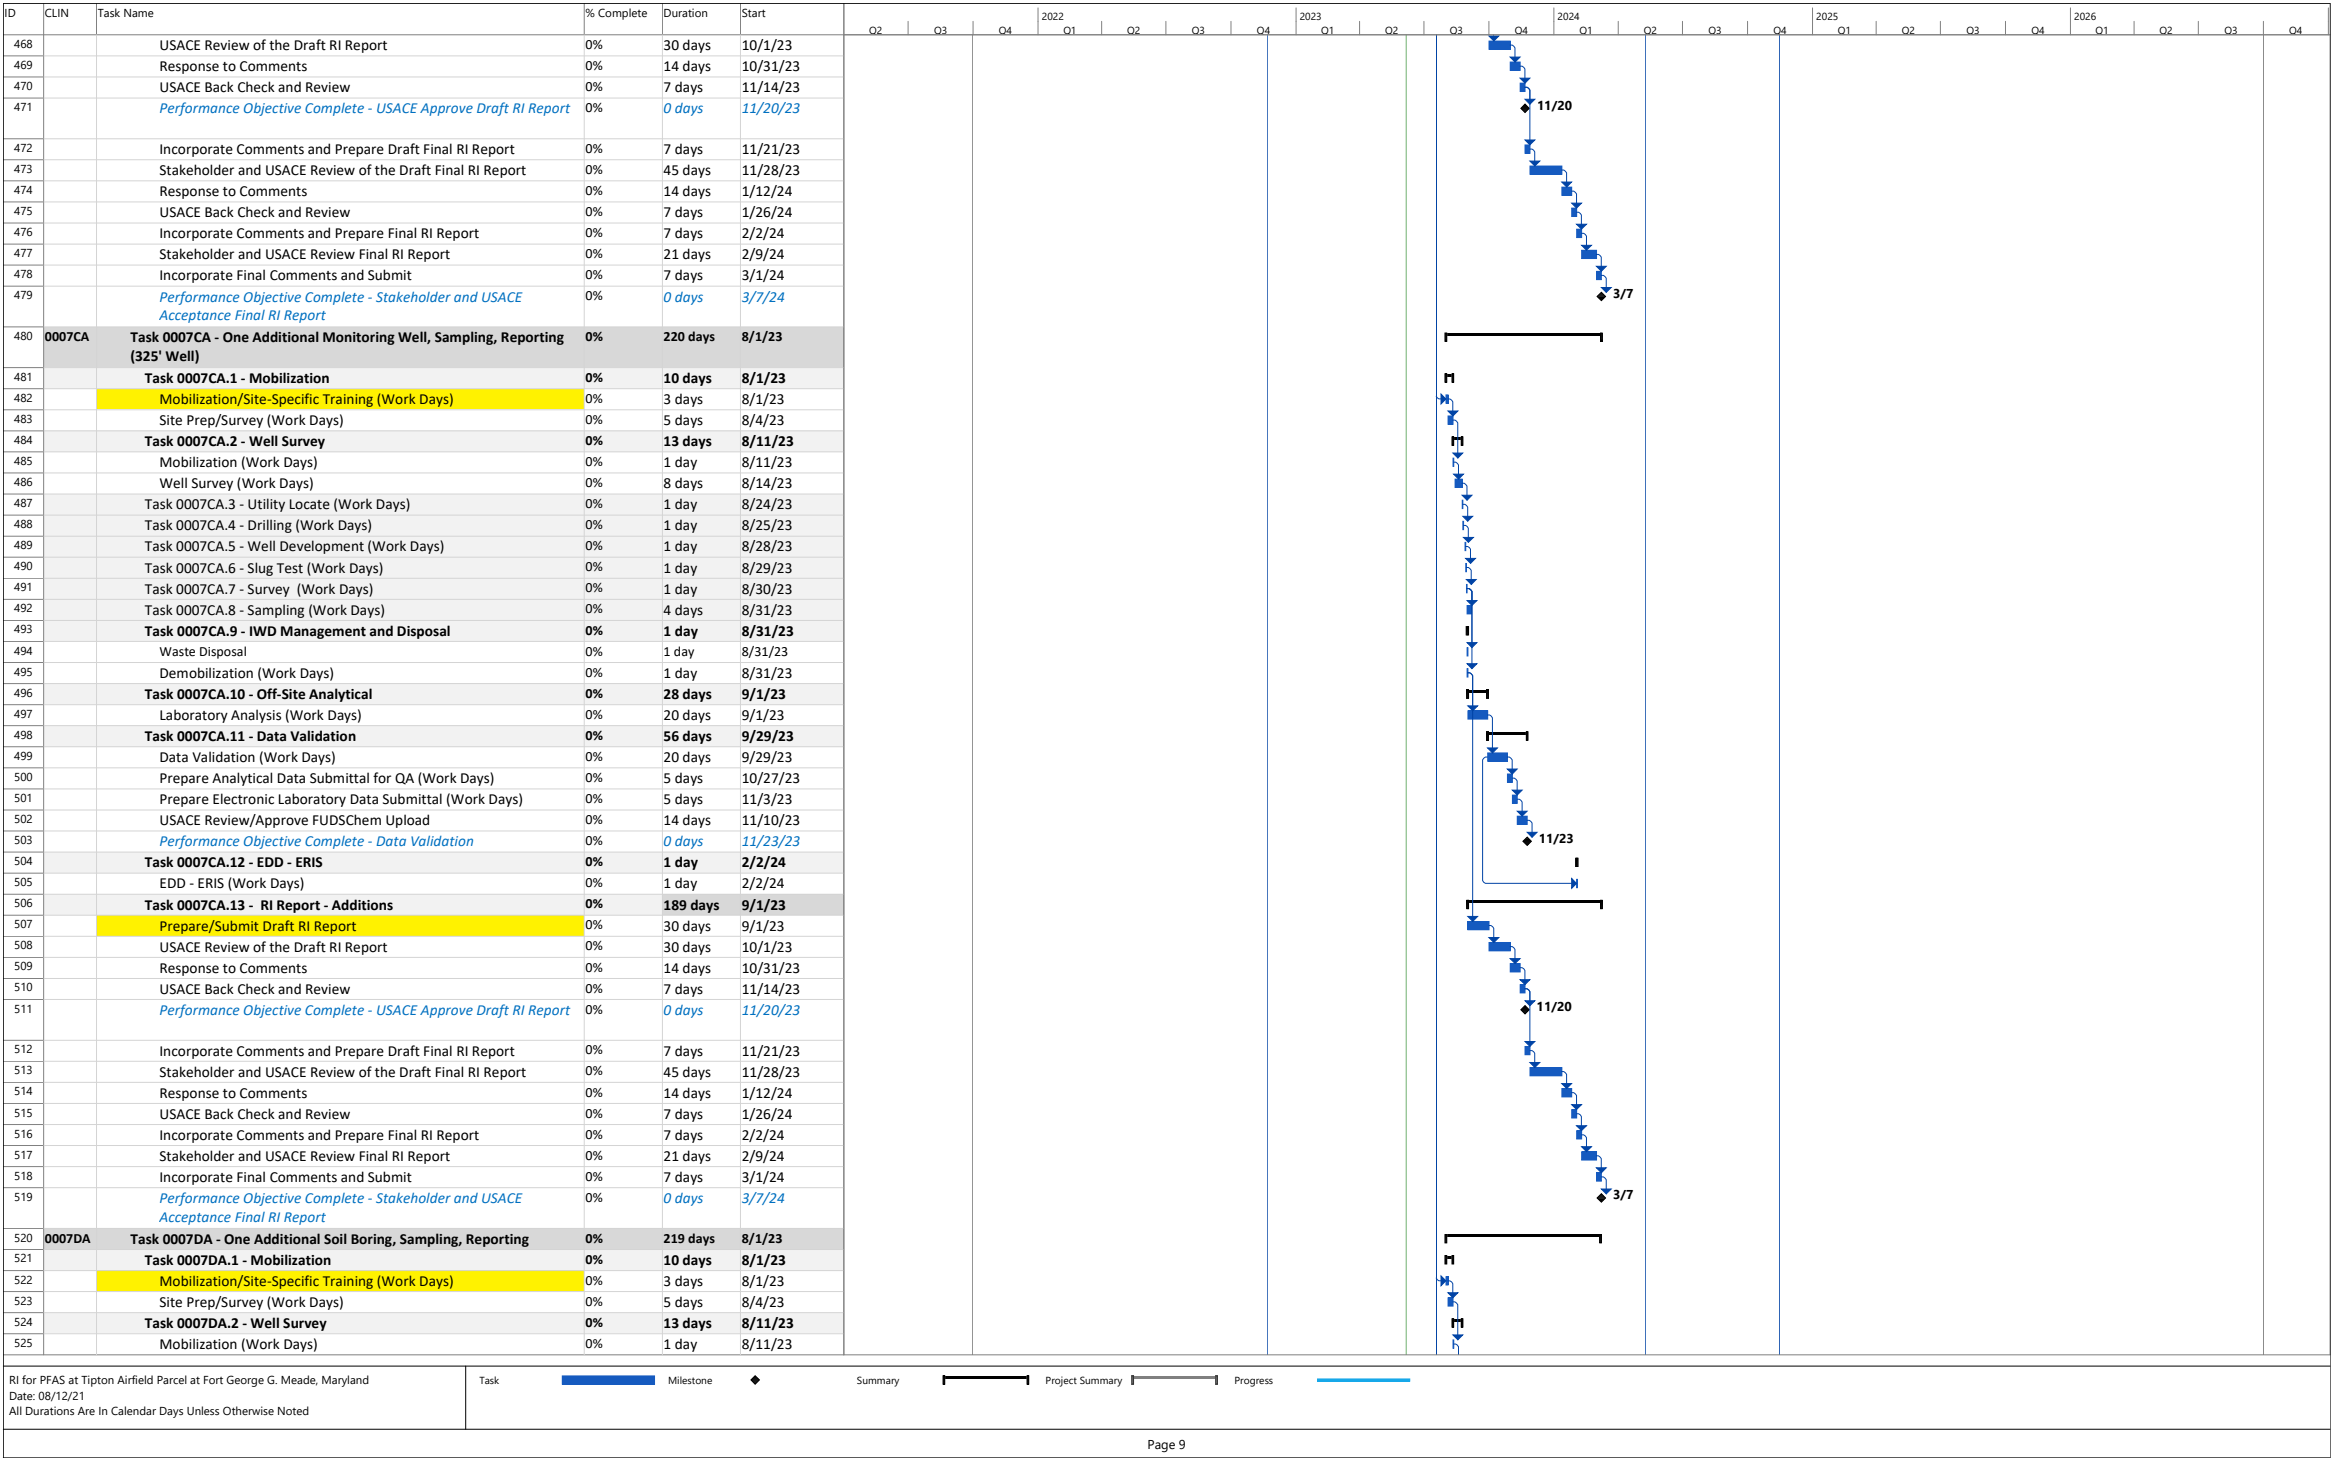 ID CLIN Task Name % Complete Duration Start
2022 2023 2024 2025 2026
Q2 Q3 Q4 Q1 Q2 Q3 Q4 Q1 Q2 Q3 Q4 Q1 Q2 Q3 Q4 Q1 Q2 Q3 Q4 Q1 Q2 Q3 Q4
468 USACE Review of the Draft RI Report 0% 30 days 10/1/23
469 Response to Comments 0% 14 days 10/31/23
470 USACE Back Check and Review 0% 7 days 11/14/23
471 Performance Objective Complete - USACE Approve Draft RI Report 0% 0 days 11/20/23 11/20
472 Incorporate Comments and Prepare Draft Final RI Report 0% 7 days 11/21/23
473 Stakeholder and USACE Review of the Draft Final RI Report 0% 45 days 11/28/23
474 Response to Comments 0% 14 days 1/12/24
475 USACE Back Check and Review 0% 7 days 1/26/24
476 Incorporate Comments and Prepare Final RI Report 0% 7 days 2/2/24
477 Stakeholder and USACE Review Final RI Report 0% 21 days 2/9/24
478 Incorporate Final Comments and Submit 0% 7 days 3/1/24
479 Performance Objective Complete - Stakeholder and USACE 0% 0 days 3/7/24 3/7
Acceptance Final RI Report
480 0007CA Task 0007CA - One Additional Monitoring Well, Sampling, Reporting 0% 220 days 8/1/23
(325' Well)
481 Task 0007CA.1 - Mobilization 0% 10 days 8/1/23
482 Mobilization/Site-Specific Training (Work Days) 0% 3 days 8/1/23
483 Site Prep/Survey (Work Days) 0% 5 days 8/4/23
484 Task 0007CA.2 - Well Survey 0% 13 days 8/11/23
485 Mobilization (Work Days) 0% 1 day 8/11/23
486 Well Survey (Work Days) 0% 8 days 8/14/23
487 Task 0007CA.3 - Utility Locate (Work Days) 0% 1 day 8/24/23
488 Task 0007CA.4 - Drilling (Work Days) 0% 1 day 8/25/23
489 Task 0007CA.5 - Well Development (Work Days) 0% 1 day 8/28/23
490 Task 0007CA.6 - Slug Test (Work Days) 0% 1 day 8/29/23
491 Task 0007CA.7 - Survey (Work Days) 0% 1 day 8/30/23
492 Task 0007CA.8 - Sampling (Work Days) 0% 4 days 8/31/23
493 Task 0007CA.9 - IWD Management and Disposal 0% 1 day 8/31/23
494 Waste Disposal 0% 1 day 8/31/23
495 Demobilization (Work Days) 0% 1 day 8/31/23
496 Task 0007CA.10 - Off-Site Analytical 0% 28 days 9/1/23
497 Laboratory Analysis (Work Days) 0% 20 days 9/1/23
498 Task 0007CA.11 - Data Validation 0% 56 days 9/29/23
499 Data Validation (Work Days) 0% 20 days 9/29/23
500 Prepare Analytical Data Submittal for QA (Work Days) 0% 5 days 10/27/23
501 Prepare Electronic Laboratory Data Submittal (Work Days) 0% 5 days 11/3/23
502 USACE Review/Approve FUDSChem Upload 0% 14 days 11/10/23
503 Performance Objective Complete - Data Validation 0% 0 days 11/23/23 11/23
504 Task 0007CA.12 - EDD - ERIS 0% 1 day 2/2/24
505 EDD - ERIS (Work Days) 0% 1 day 2/2/24
506 Task 0007CA.13 - RI Report - Additions 0% 189 days 9/1/23
507 Prepare/Submit Draft RI Report 0% 30 days 9/1/23
508 USACE Review of the Draft RI Report 0% 30 days 10/1/23
509 Response to Comments 0% 14 days 10/31/23
510 USACE Back Check and Review 0% 7 days 11/14/23
511 Performance Objective Complete - USACE Approve Draft RI Report 0% 0 days 11/20/23 11/20
512 Incorporate Comments and Prepare Draft Final RI Report 0% 7 days 11/21/23
513 Stakeholder and USACE Review of the Draft Final RI Report 0% 45 days 11/28/23
514 Response to Comments 0% 14 days 1/12/24
515 USACE Back Check and Review 0% 7 days 1/26/24
516 Incorporate Comments and Prepare Final RI Report 0% 7 days 2/2/24
517 Stakeholder and USACE Review Final RI Report 0% 21 days 2/9/24
518 Incorporate Final Comments and Submit 0% 7 days 3/1/24
519 Performance Objective Complete - Stakeholder and USACE 0% 0 days 3/7/24 3/7
Acceptance Final RI Report
520 0007DA Task 0007DA - One Additional Soil Boring, Sampling, Reporting 0% 219 days 8/1/23
521 Task 0007DA.1 - Mobilization 0% 10 days 8/1/23
522 Mobilization/Site-Specific Training (Work Days) 0% 3 days 8/1/23
523 Site Prep/Survey (Work Days) 0% 5 days 8/4/23
524 Task 0007DA.2 - Well Survey 0% 13 days 8/11/23
525 Mobilization (Work Days) 0% 1 day 8/11/23
RI for PFAS at Tipton Airfield Parcel at Fort George G. Meade, Maryland Task Milestone Summary Project Summary Progress
Date: 08/12/21
All Durations Are In Calendar Days Unless Otherwise Noted
Page 9